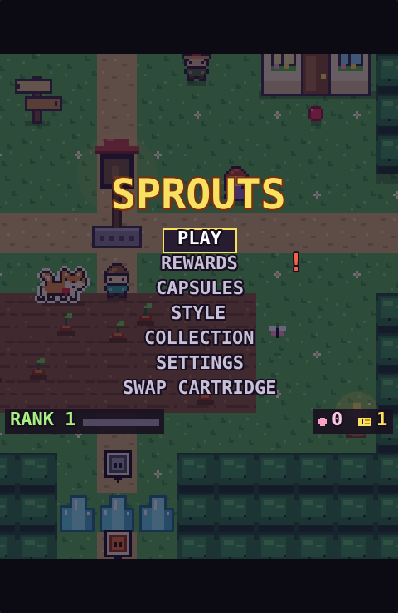 SPROUTS
PLAY
REWARDS !
CAPSULES
STYLE
COLLECTION
SETTINGS
SWAP CARTRIDGE
RANK 1
0 1